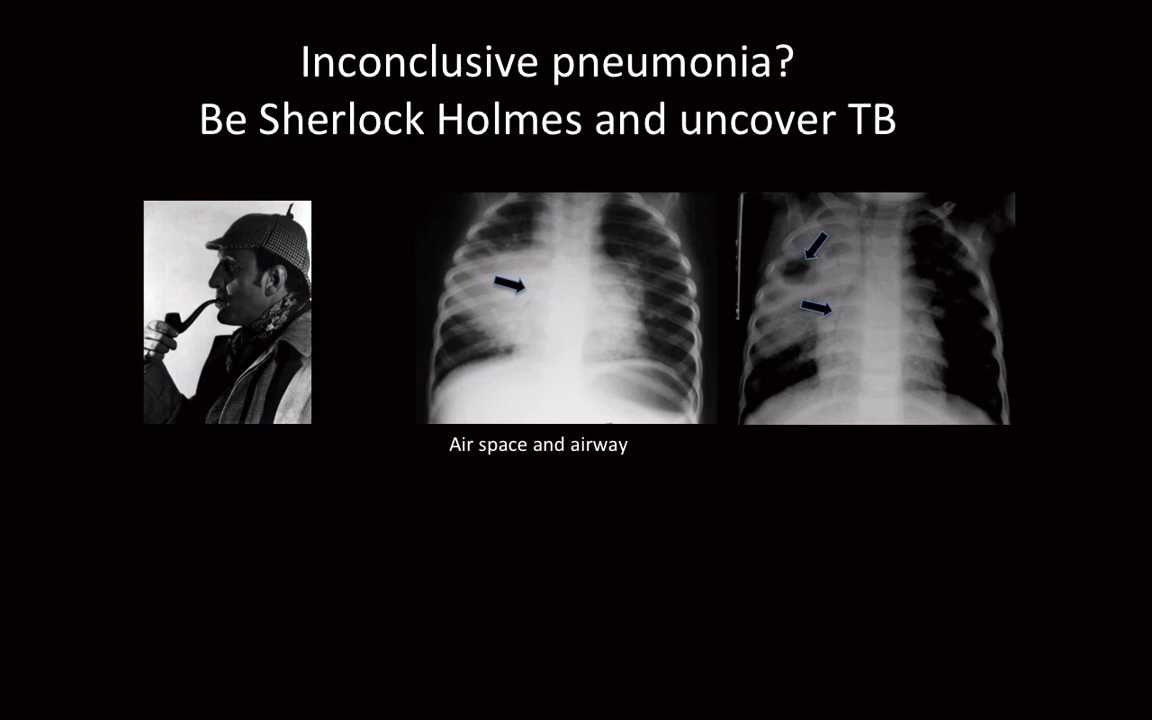 Inconclusive pneumonia?
Be Sherlock Holmes and uncover TB
Air space and airway